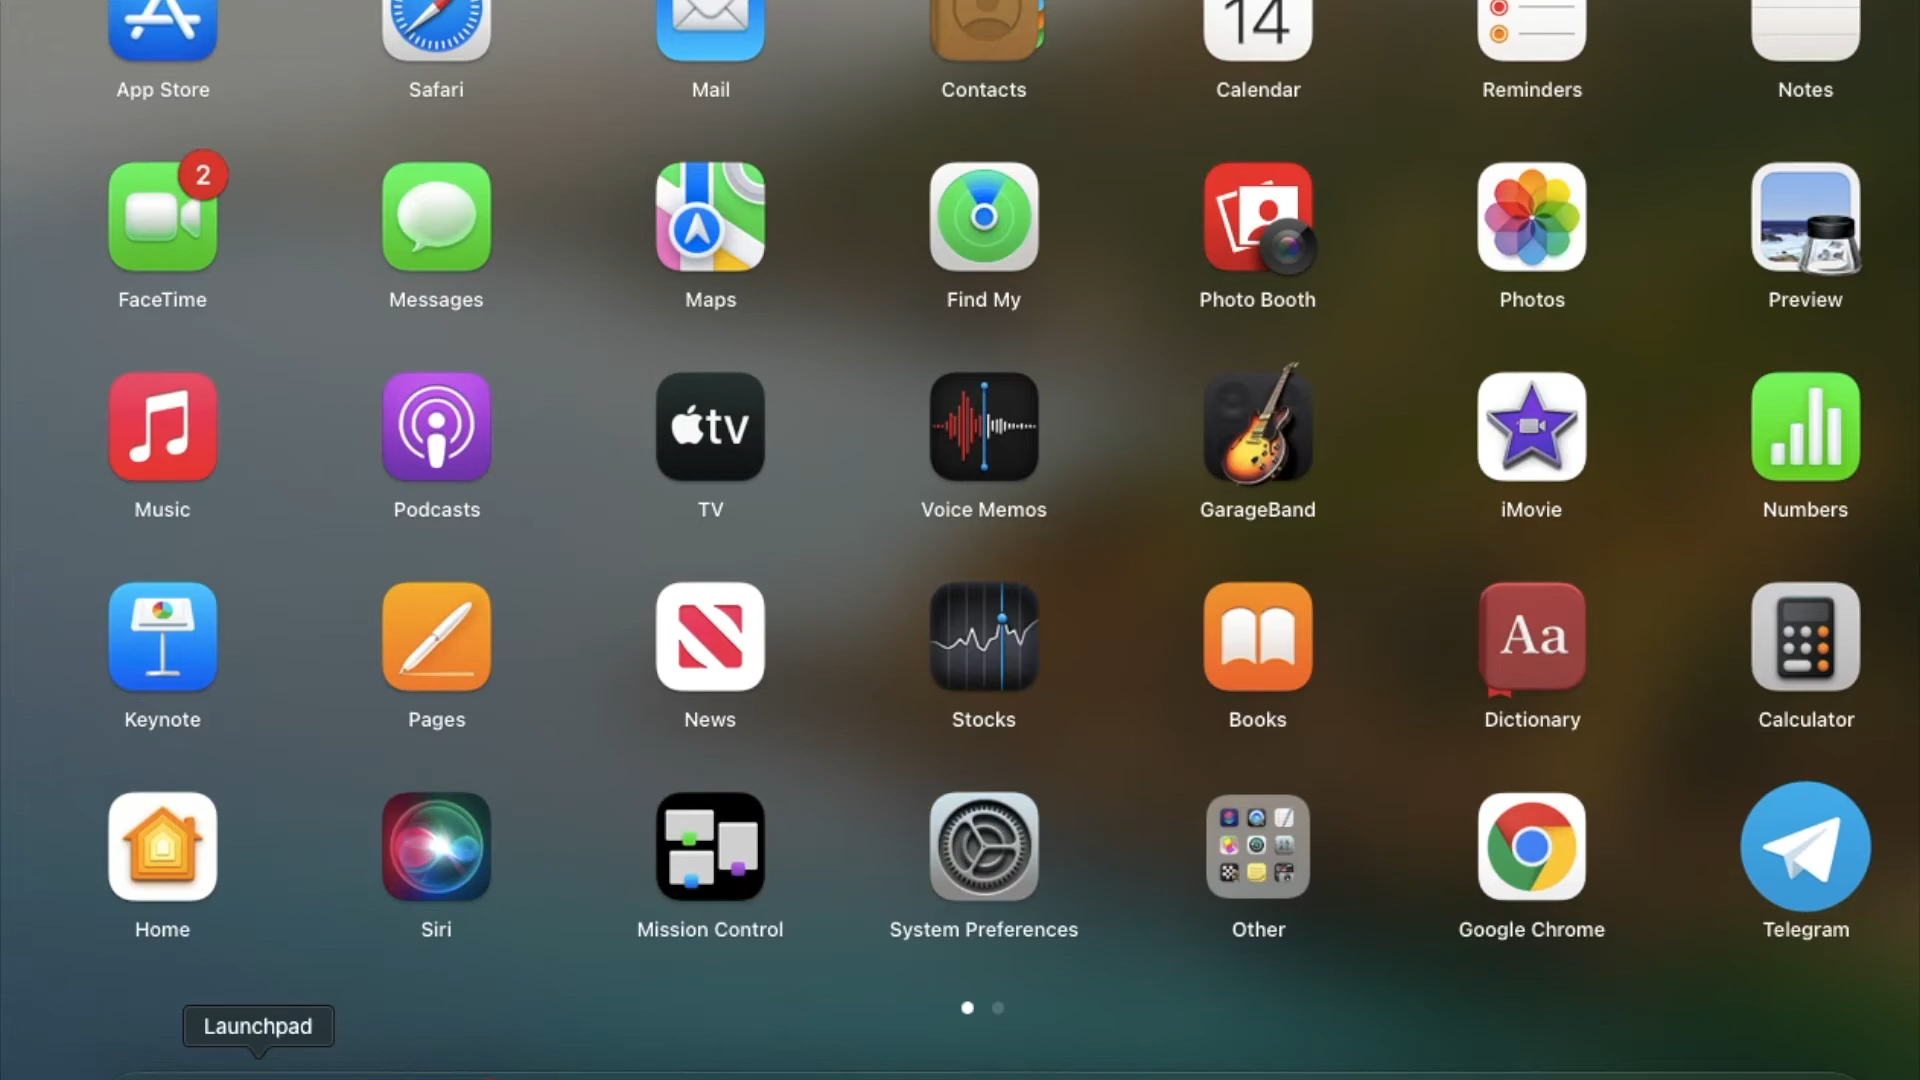 14
App Store
Safari
Mail
Contacts
Calendar
Reminders
Notes
2
FaceTime
Messages
Maps
Find My
Photo Booth
Photos
Preview
tv
Music
Podcasts
TV
Voice Memos
GarageBand
iMovie
Numbers
Aa
Keynote
Pages
News
Stocks
Books
Dictionary
Calculator
Home
Siri
Mission Control
System Preferences
Other
Google Chrome
Telegram
Launchpad